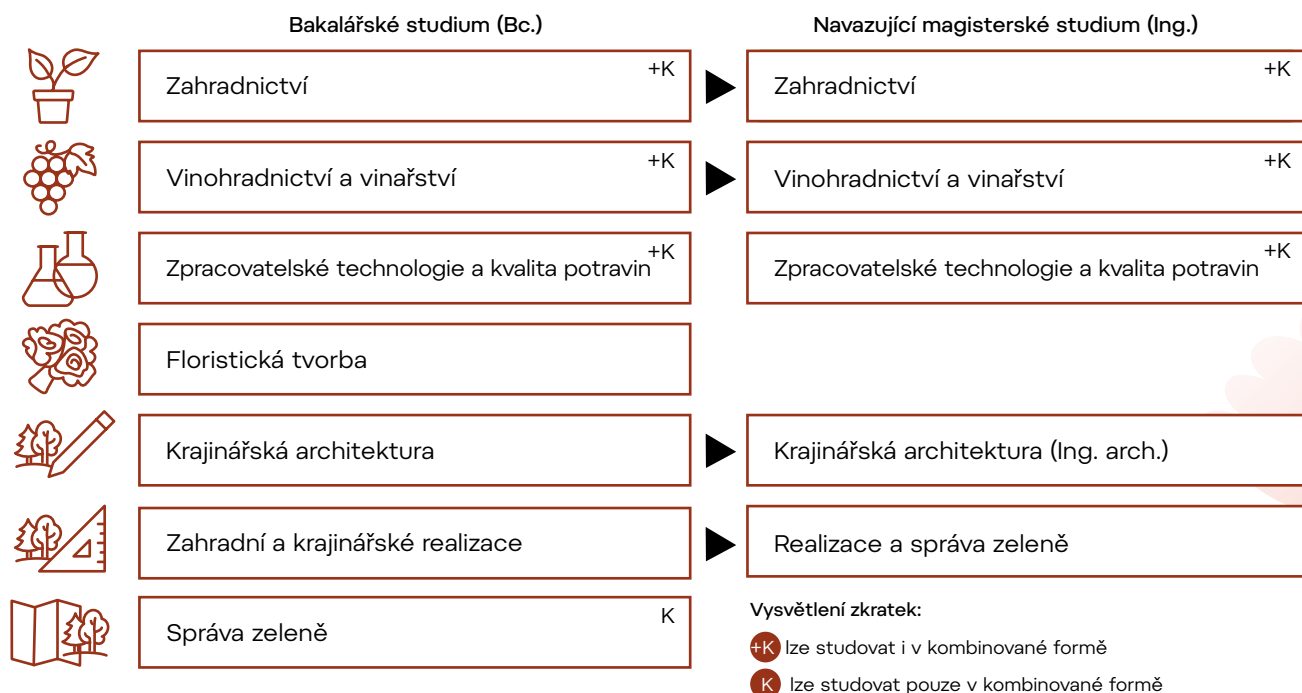 Bakalářské studium (Bc.)
Navazující magisterské studium (Ing.)
Zahradnictví +K
Zahradnictví +K
Vinohradnictví a vinařství +K
Vinohradnictví a vinařství +K
Zpracovatelské technologie a kvalita potravin +K
Zpracovatelské technologie a kvalita potravin +K
Floristická tvorba
Krajinářská architektura
Krajinářská architektura (Ing. arch.)
Zahradní a krajinářské realizace
Realizace a správa zeleně
Správa zeleně K
Vysvětlení zkratek:
+K lze studovat i v kombinované formě
K lze studovat pouze v kombinované formě